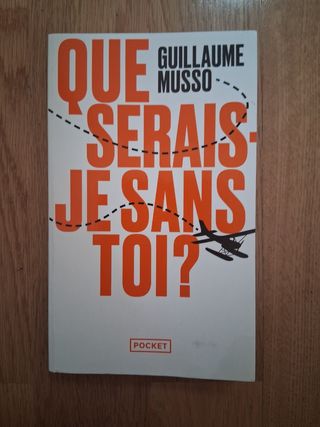 QUE
GUILLAUME
MUSSO
SERAIS-
JE SANS
TOI?
POCKET